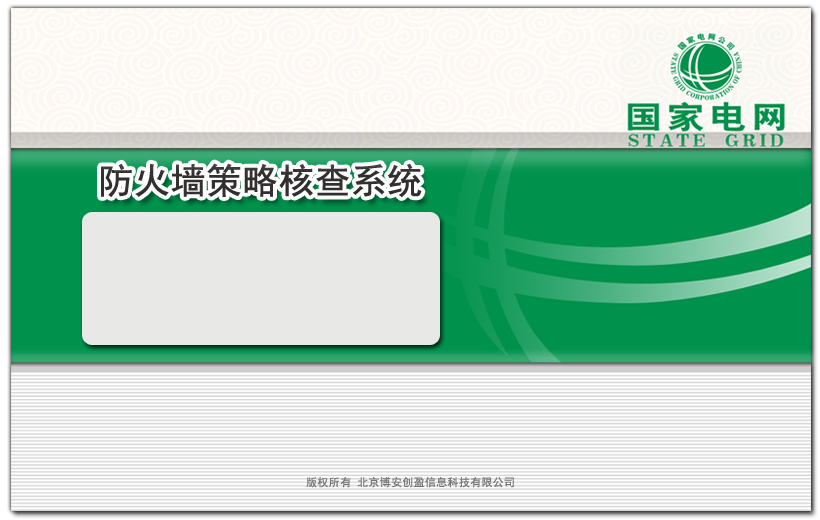 国家电网公司
STATE GRID CORPORATION OF CHINA
国家电网
STATE GRID
防火墙策略核查系统
版权所有 北京博安创盈信息科技有限公司